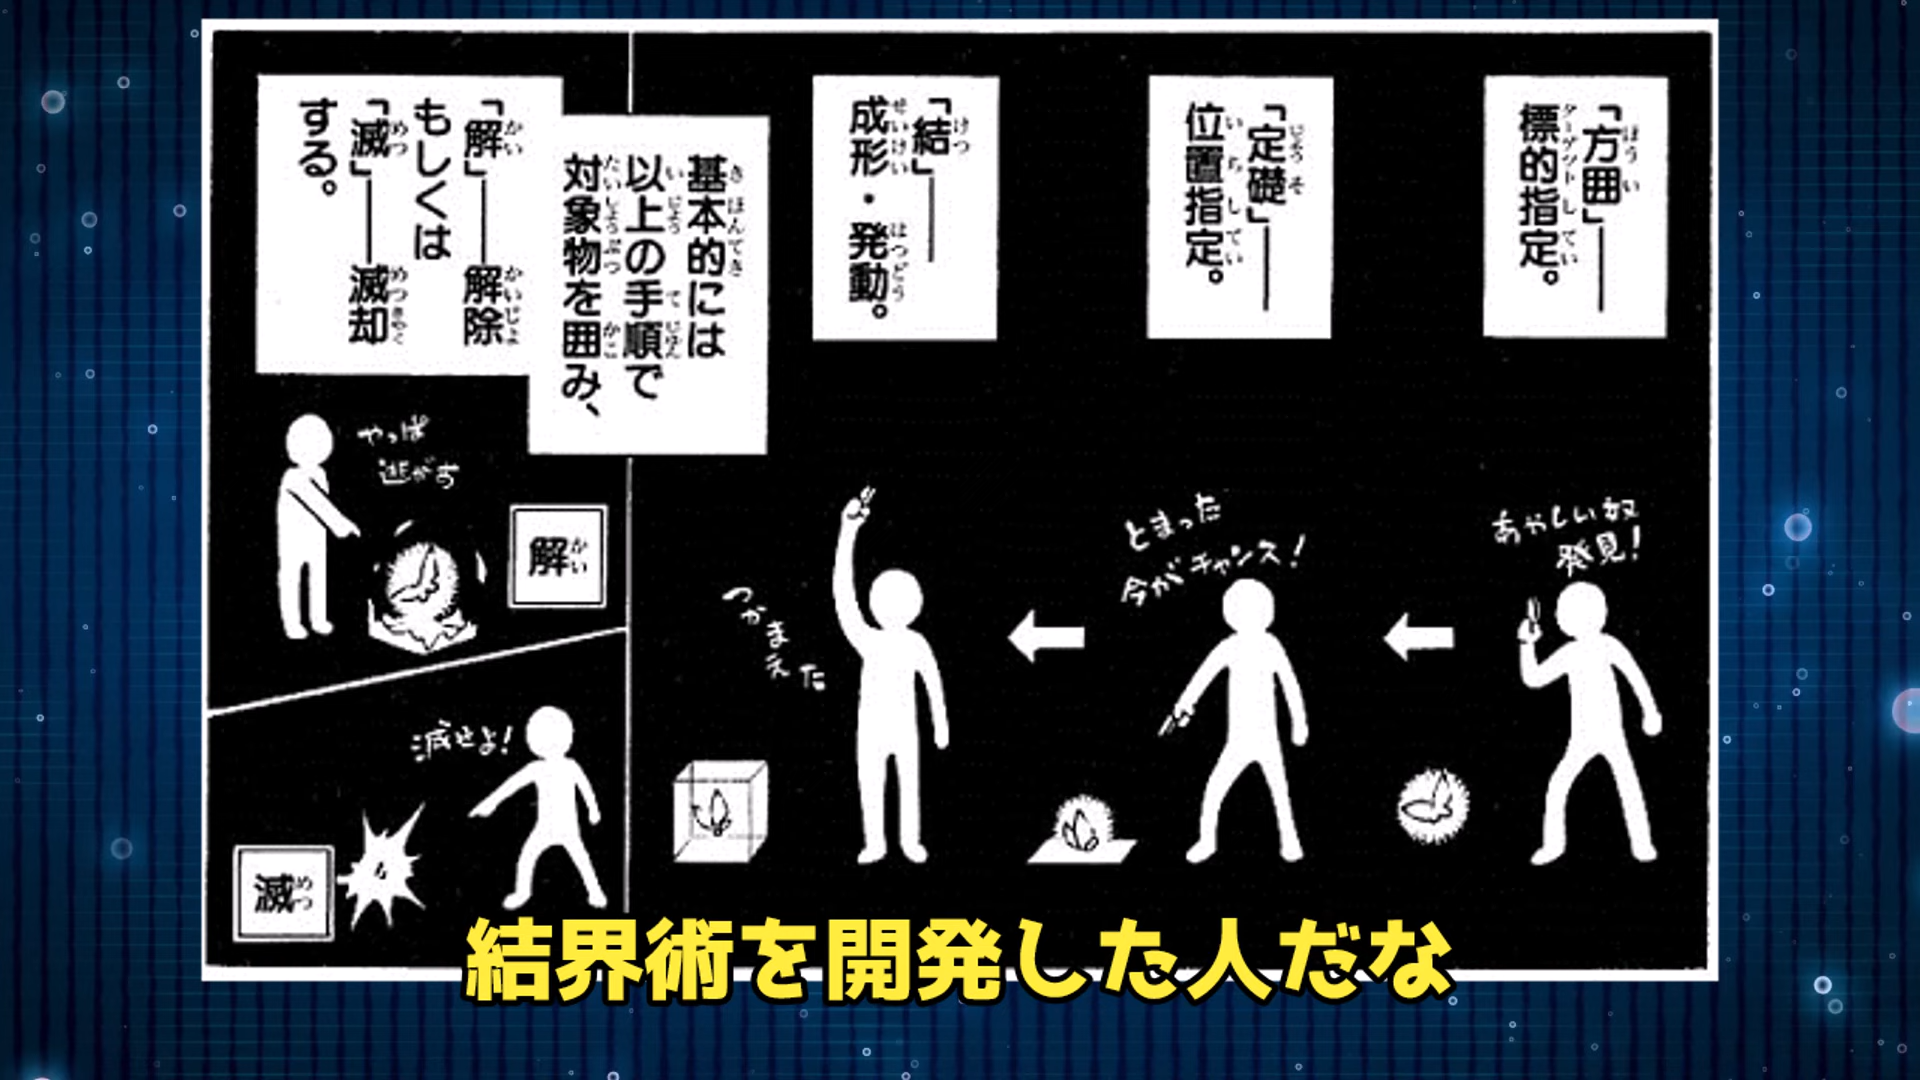 「方囲」――
標的指定。
「定礎」――
位置指定。
「結」――
成形・発動。
基本的には
以上の手順で
対象物を囲み、
「解」――解除
もしくは
「滅」――滅却
する。
あやしい奴
発見！
とまった
今がチャンス！
つかまえた
やっぱ
逃がす
解
滅せよ！
滅
結界術を開発した人だな